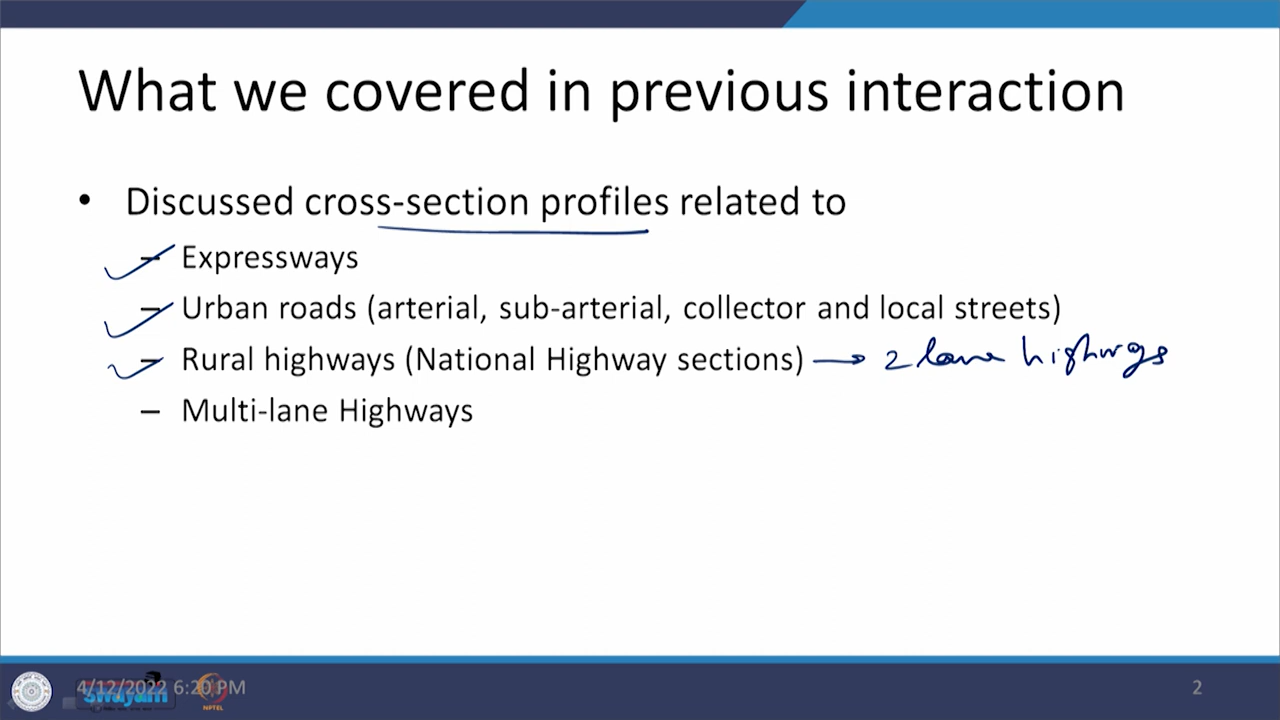 What we covered in previous interaction
• Discussed cross-section profiles related to
– Expressways
– Urban roads (arterial, sub-arterial, collector and local streets)
– Rural highways (National Highway sections) → 2 lane highways
– Multi-lane Highways
4/12/2022 6:20 PM
swayam
NPTEL
2